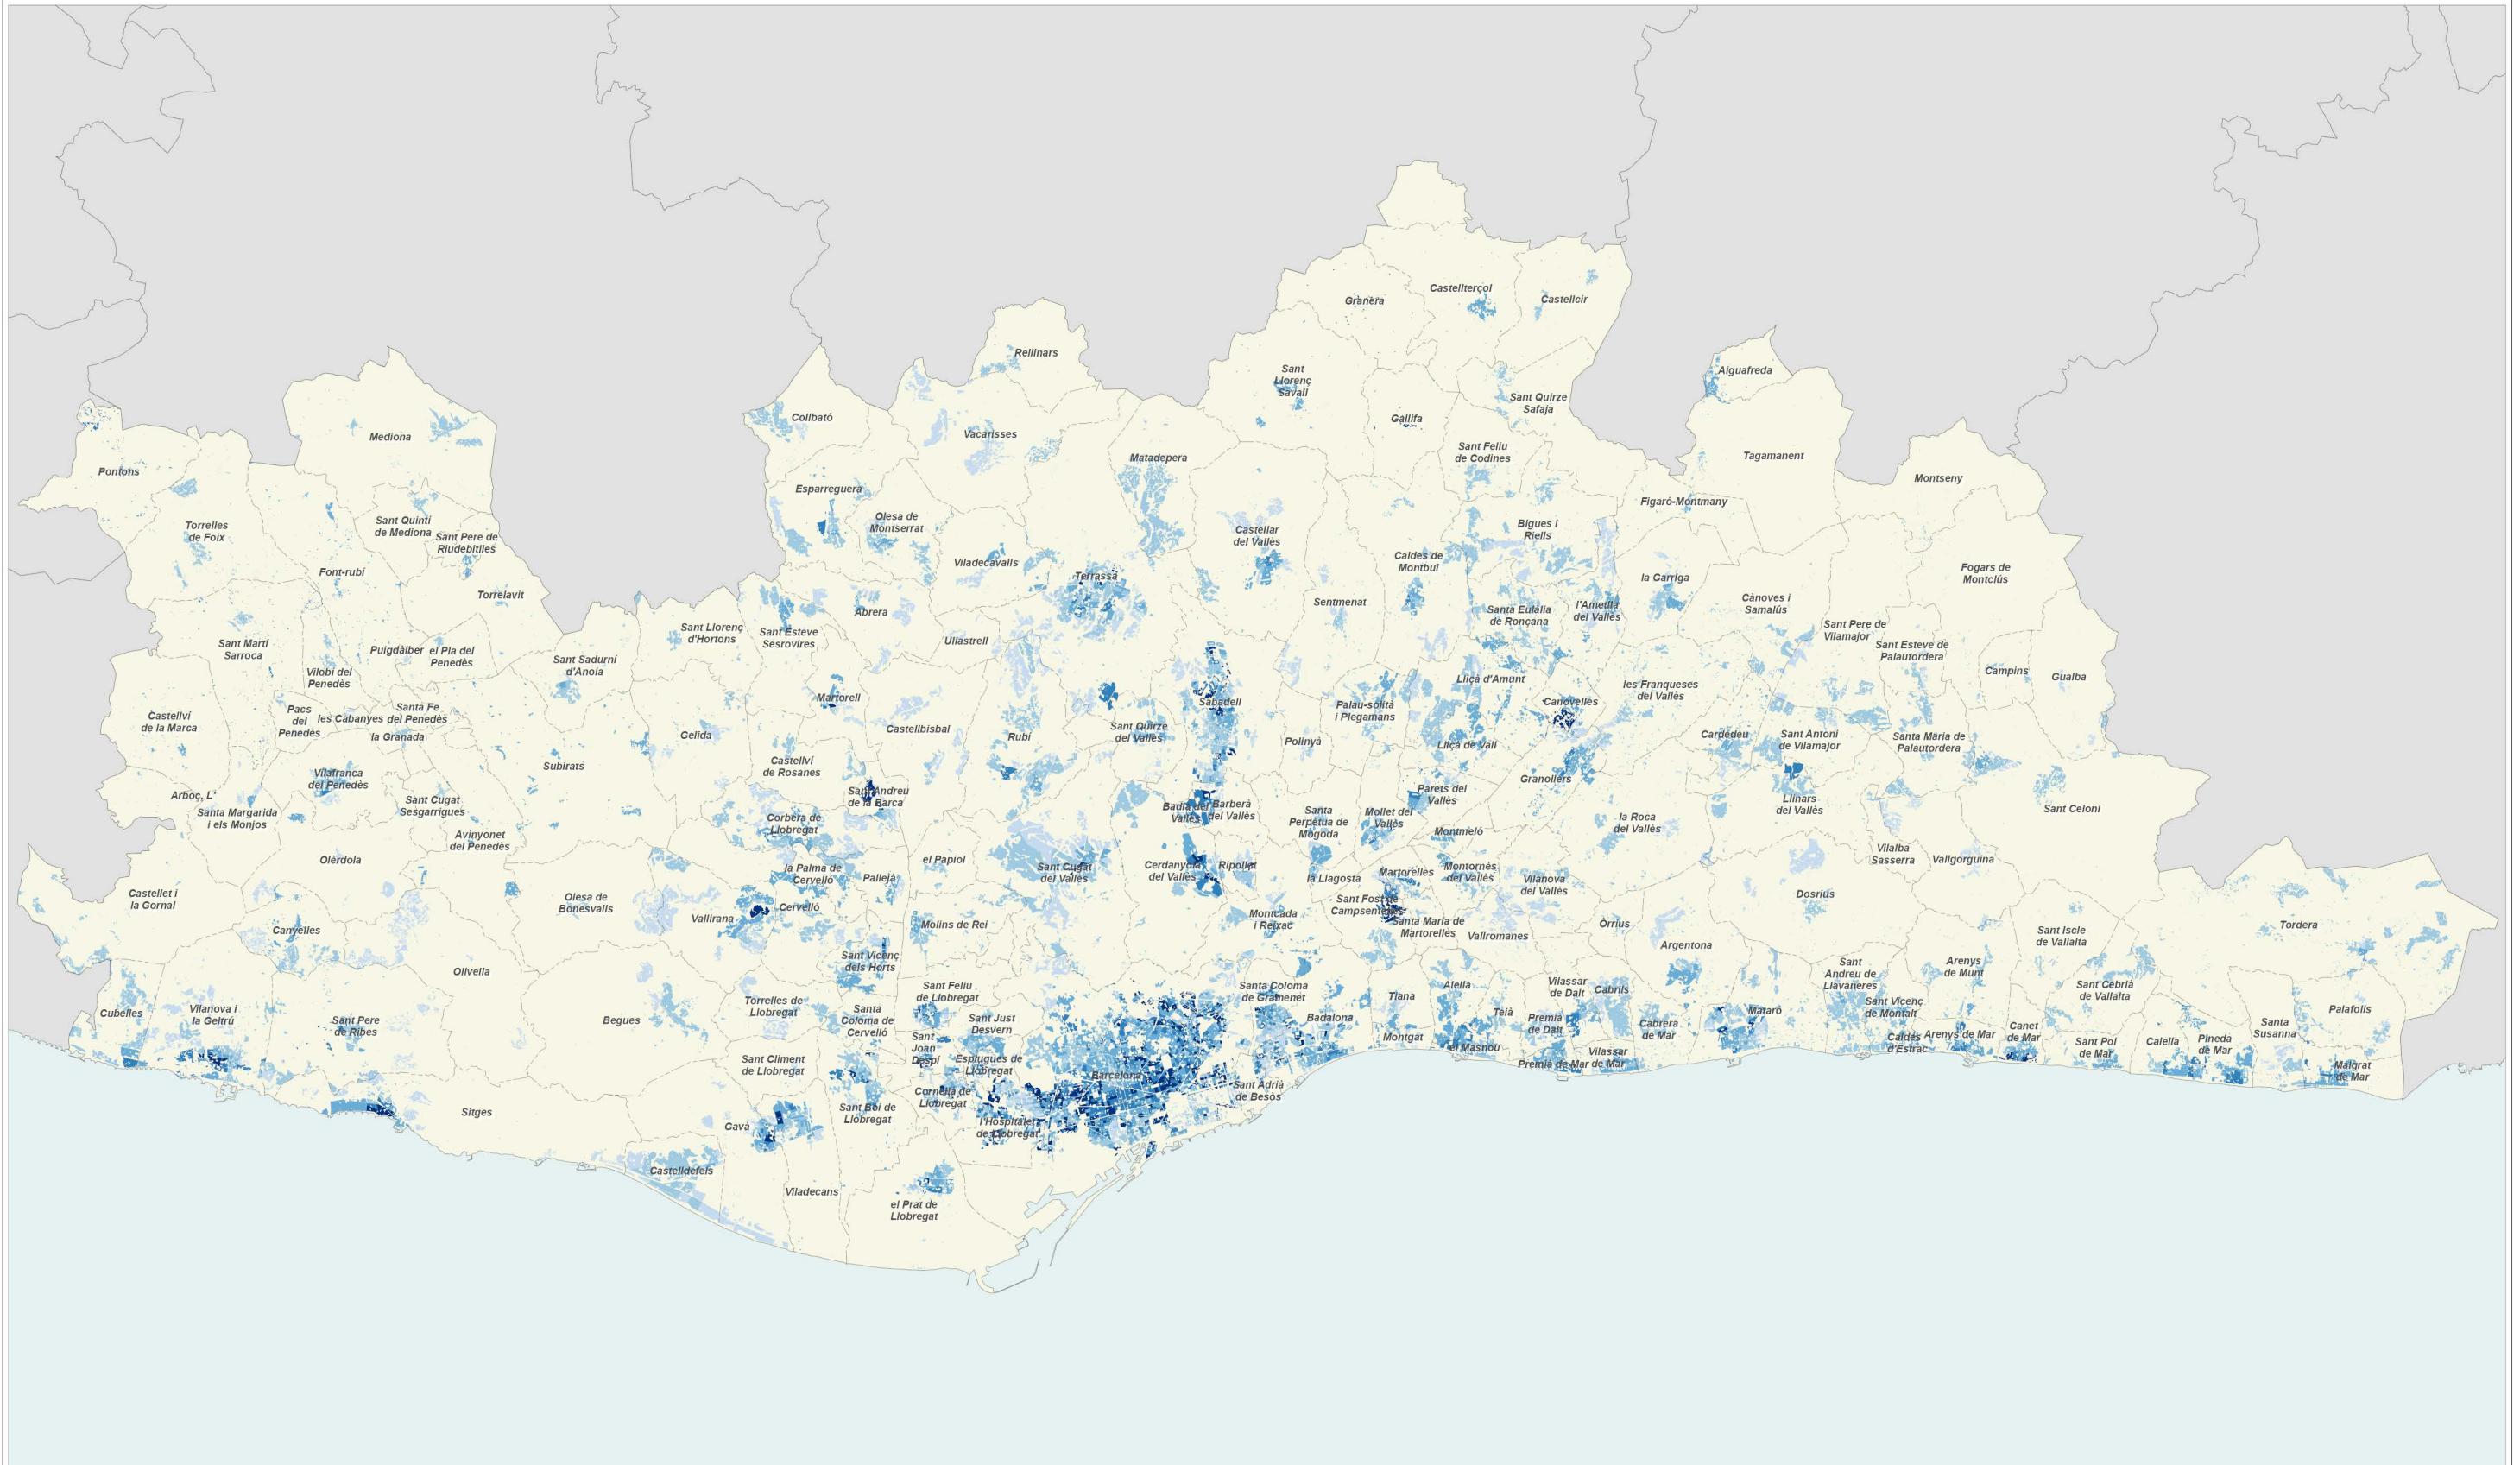 Granera
Castellterçol
Castellcir
Rellinars
Sant
Llorenç
Savall
Aiguafreda
Collbató
Gallifa
Sant Quirze
Safaja
Mediona
Vacarisses
Matadepera
Sant Feliu
de Codines
Tagamanent
Pontons
Montseny
Esparreguera
Figaró-Montmany
Torrelles
de Foix
Sant Quintí
de Mediona
Sant Pere de
Riudebitlles
Olesa de
Montserrat
Castellar
del Vallès
Bigues i
Riells
Font-rubí
Viladecavalls
Terrassa
Caldes de
Montbui
la Garriga
Fogars de
Montclús
Torrelavit
Abrera
Sentmenat
Santa Eulàlia
de Ronçana
l'Ametlla
del Vallès
Cànoves i
Samalús
Sant Martí
Sarroca
Puigdàlber
el Pla del
Penedès
Sant Llorenç
d'Hortons
Sant Esteve
Sesrovires
Ullastrell
Sant Pere de
Vilamajor
Sant Esteve de
Palautordera
Vilobí del
Penedès
Sant Sadurní
d'Anoia
Campins
Gualba
Martorell
Sabadell
Lliçà d'Amunt
Canovelles
les Franqueses
del Vallès
Castellví
de la Marca
Pacs
del
Penedès
les Cabanyes
Santa Fe
del Penedès
la Granada
Gelida
Castellbisbal
Rubí
Sant Quirze
del Vallès
Palau-solità
i Plegamans
Polinyà
Lliçà de Vall
Cardedeu
Sant Antoni
de Vilamajor
Santa Maria de
Palautordera
Vilafranca
del Penedès
Subirats
Castellví
de Rosanes
Granollers
Arboç, L'
Santa Margarida
i els Monjos
Sant Cugat
Sesgarrigues
Sant Andreu
de la Barca
Badia del
Vallès
Barberà
del Vallès
Parets del
Vallès
Llinars
del Vallès
Sant Celoni
Avinyonet
del Penedès
Corbera de
Llobregat
Santa
Perpètua de
Mogoda
Mollet del
Vallès
Montmeló
la Roca
del Vallès
Olèrdola
la Palma de
Cervelló
Pallejà
el Papiol
Sant Cugat
del Vallès
Cerdanyola
del Vallès
Ripollet
la Llagosta
Martorelles
Montornès
del Vallès
Vilanova
del Vallès
Vilalba
Sasserra
Vallgorguina
Castellet i
la Gornal
Olesa de
Bonesvalls
Vallirana
Cervelló
Molins de Rei
Montcada
i Reixac
Sant Fost de
Campsentelles
Santa Maria de
Martorelles
Vallromanes
Òrrius
Dosrius
Canyelles
Argentona
Sant Iscle
de Vallalta
Tordera
Olivella
Sant Vicenç
dels Horts
Sant
Andreu de
Llavaneres
Arenys
de Munt
Cubelles
Vilanova i
la Geltrú
Sant Pere
de Ribes
Begues
Torrelles de
Llobregat
Santa
Coloma de
Cervelló
Sant Feliu
de Llobregat
Sant Just
Desvern
Santa Coloma
de Gramenet
Badalona
Tiana
Alella
Teià
Vilassar
de Dalt
Cabrils
Premià
de Dalt
Cabrera
de Mar
Mataró
Sant Vicenç
de Montalt
Sant Cebrià
de Vallalta
Palafolls
Sant Climent
de Llobregat
Sant
Joan
Despí
Esplugues de
Llobregat
Montgat
el Masnou
Premià de Mar
Vilassar
de Mar
Caldes
d'Estrac
Arenys de Mar
Canet
de Mar
Sant Pol
de Mar
Calella
Pineda
de Mar
Santa
Susanna
Malgrat
de Mar
Barcelona
Sant Adrià
de Besòs
Sitges
Gavà
Sant Boi de
Llobregat
Cornellà de
Llobregat
l'Hospitalet
de Llobregat
Castelldefels
Viladecans
el Prat de
Llobregat